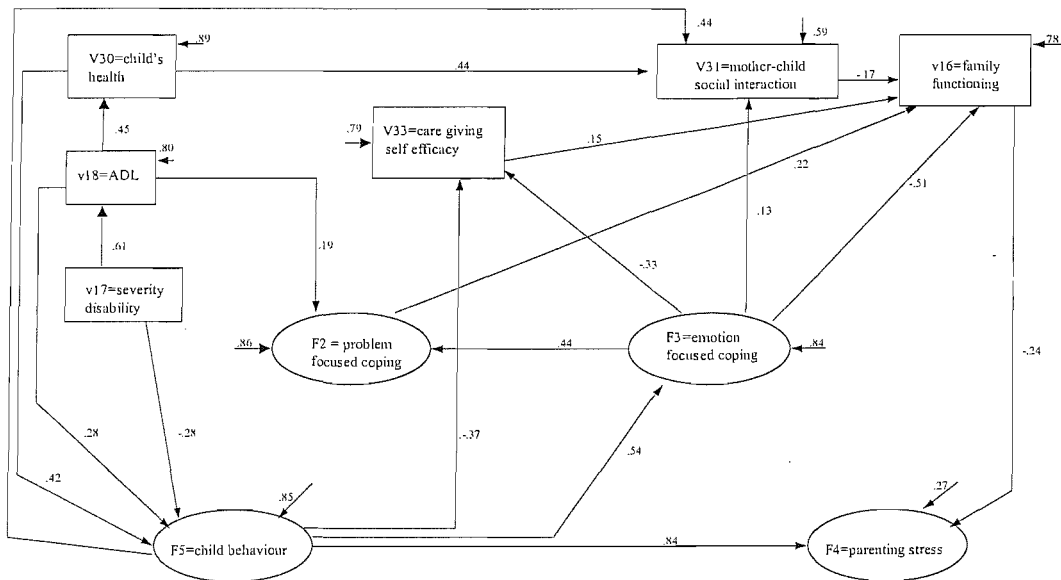 .44
.59
.89
.78
V30=child's
health
.44
V31=mother-child
social interaction
-.17
v16=family
functioning
.45
.79
V33=care giving
self efficacy
.15
.80
v18=ADL
.22
-.51
.61
.19
.13
-.33
v17=severity
disability
-
.86
F2 = problem
focused coping
.44
F3=emotion
focused coping
.84
-.24
.28
-.28
.-.37
.54
.42
.85
.27
F5=child behaviour
.84
F4=parenting stress